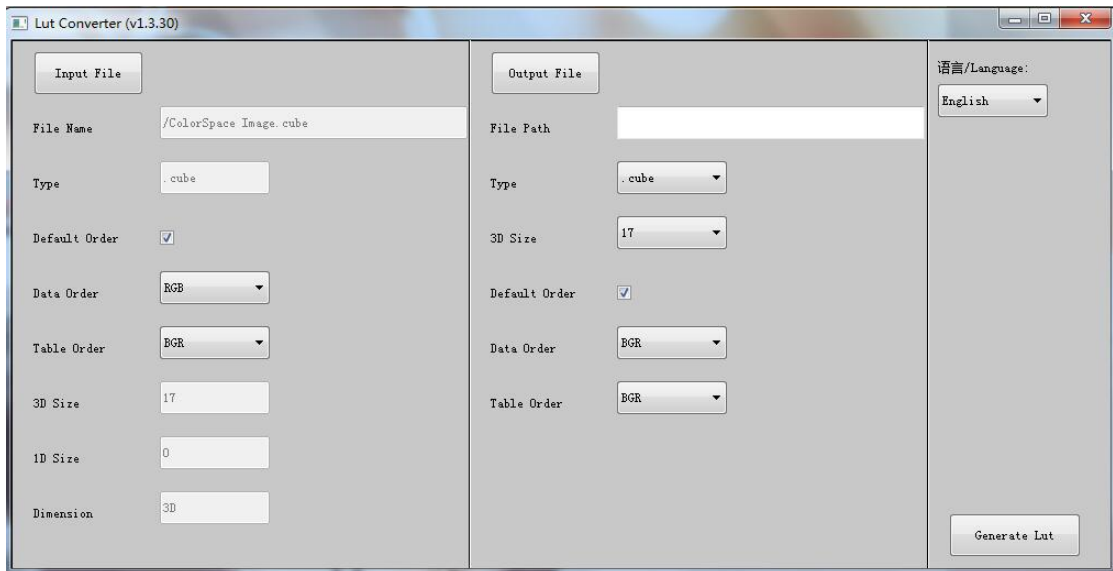 Lut Converter (v1.3.30)
Input File
File Name
/ColorSpace Image.cube
Type
.cube
Default Order
Data Order
RGB
Table Order
BGR
3D Size
17
1D Size
0
Dimension
3D
Output File
File Path
Type
.cube
3D Size
17
Default Order
Data Order
BGR
Table Order
BGR
语言/Language:
English
Generate Lut